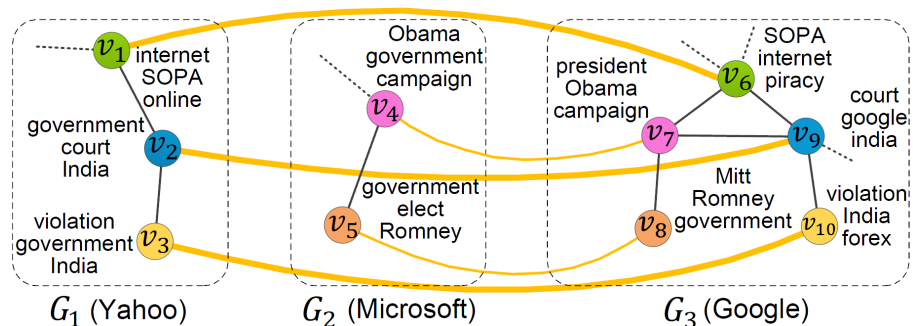 v1
internet
SOPA
online
government
court
India
v2
violation
government
India
v3
G1 (Yahoo)
Obama
government
campaign
v4
government
elect
Romney
v5
G2 (Microsoft)
SOPA
internet
piracy
v6
president
Obama
campaign
v7
court
google
india
v9
Mitt
Romney
government
v8
violation
India
forex
v10
G3 (Google)